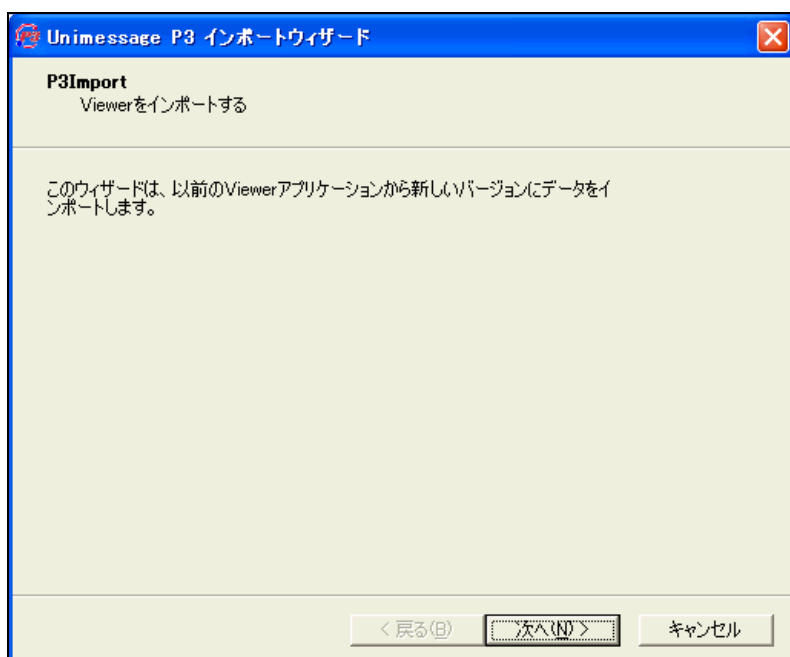 Unimessage P3 インポートウィザード
P3Import
Viewerをインポートする
このウィザードは、以前のViewerアプリケーションから新しいバージョンにデータをイ
ンポートします。
< 戻る(B) 次へ(N) > キャンセル